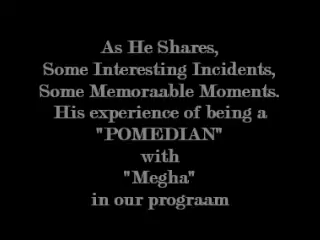 As He Shares,
Some Interesting Incidents,
Some Memoraable Moments.
His experience of being a
"POMEDIAN"
with
"Megha"
in our prograam